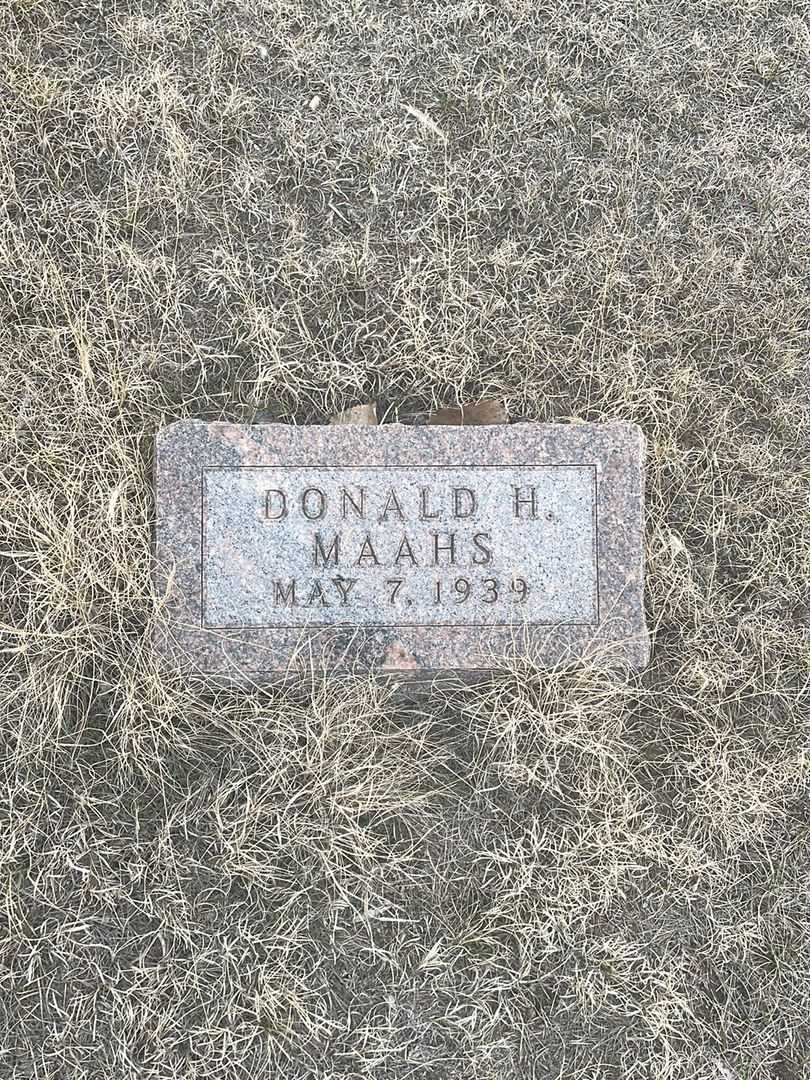 DONALD H.
MAAHS
MAY 7, 1939